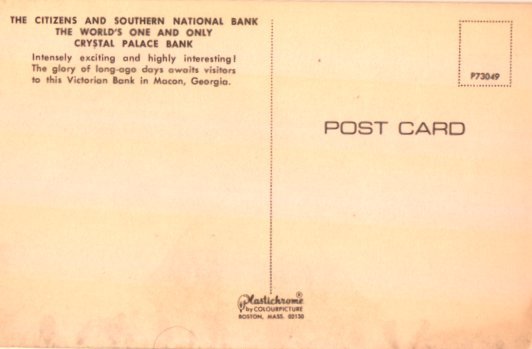 THE CITIZENS AND SOUTHERN NATIONAL BANK
THE WORLD'S ONE AND ONLY
CRYSTAL PALACE BANK
Intensely exciting and highly interesting!
The glory of long-ago days awaits visitors
to this Victorian Bank in Macon, Georgia.
P73049
POST CARD
Plastichrome®
by COLOURPICTURE
BOSTON, MASS. 02130